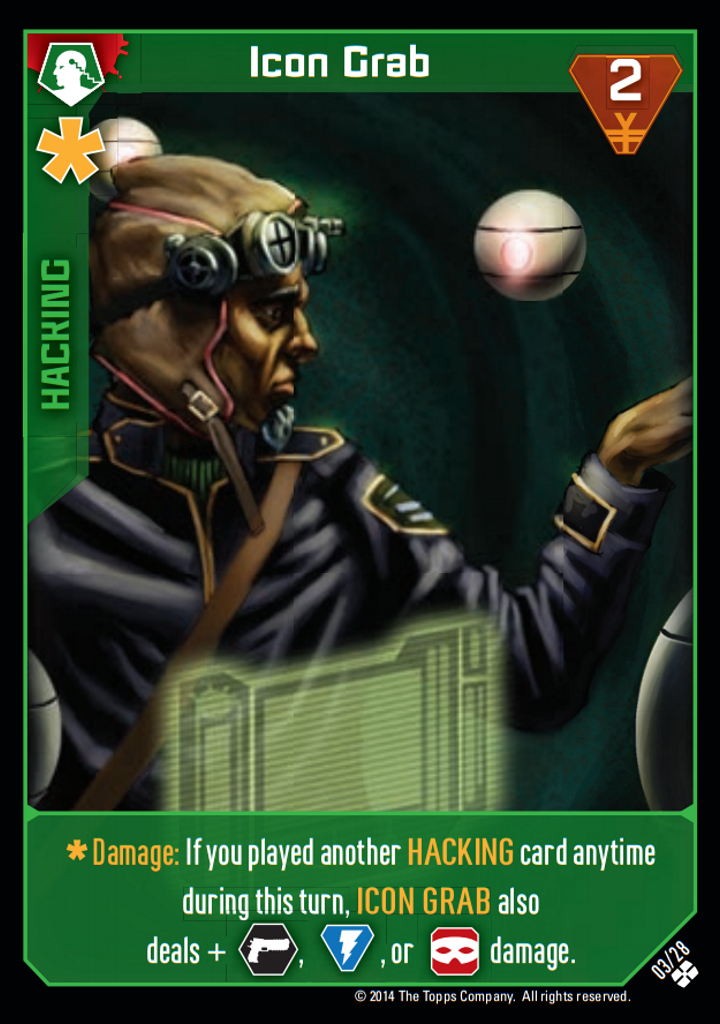 Icon Grab
2
¥
*
HACKING
* Damage: If you played another HACKING card anytime
during this turn, ICON GRAB also
deals + , , or damage.
03/28
© 2014 The Topps Company. All rights reserved.